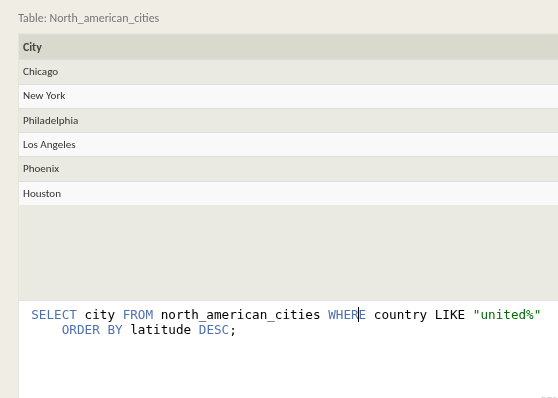 Table: North_american_cities
City
Chicago
New York
Philadelphia
Los Angeles
Phoenix
Houston
SELECT city FROM north_american_cities WHERE country LIKE "united%"
ORDER BY latitude DESC;